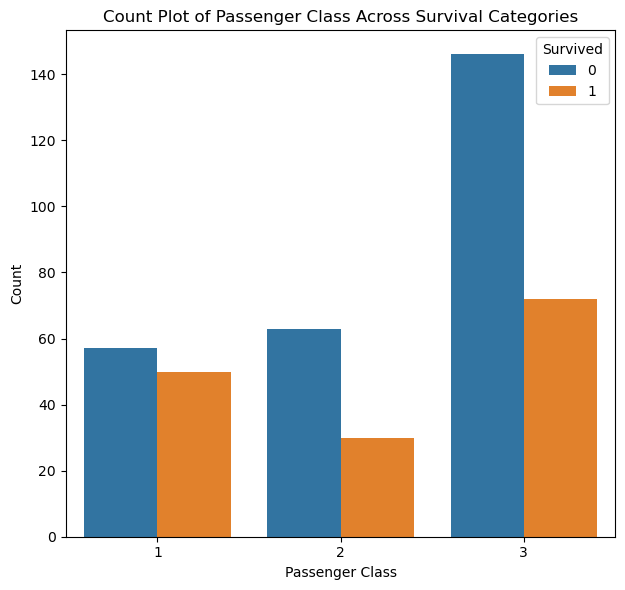 Count Plot of Passenger Class Across Survival Categories
Survived
0
1
140
120
100
80
60
40
20
0
Count
1 2 3
Passenger Class